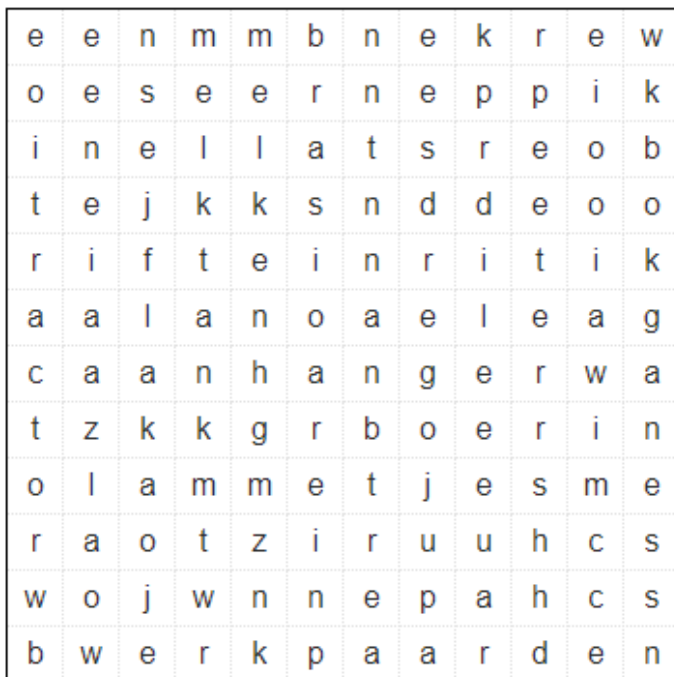 e e n m m b n e k r e w
o e s e e r n e p p i k
i n e l l a t s r e o b
t e j k k s n d d e o o
r i f t e i n r i t i k
a a l a n o a e l e a g
c a a n h a n g e r w a
t z k k g r b o e r i n
o l a m m e t j e s m e
r a o t z i r u u h c s
w o j w n n e p a h c s
b w e r k p a a r d e n